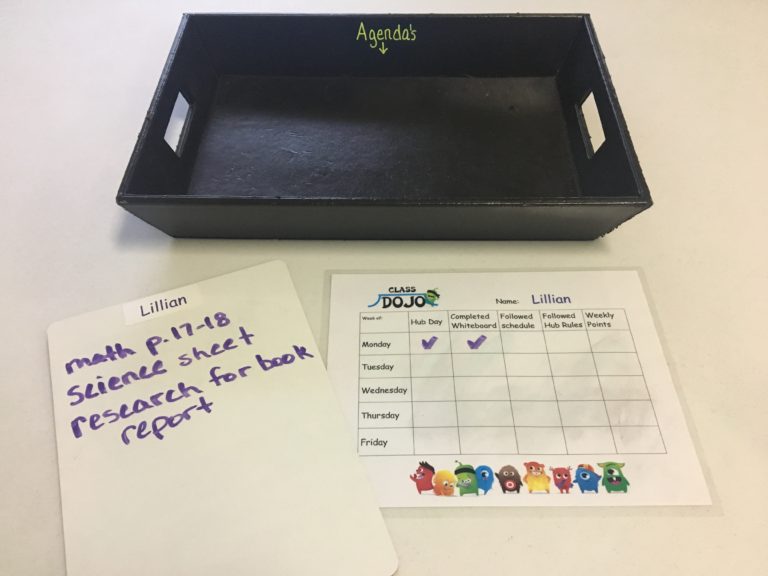 Agenda's
↓
Lillian
math p. 17-18
science sheet
research for book
report
CLASS
DOJO
Name: Lillian
Week of:
Hub Day
Completed
Whiteboard
Followed
schedule
Followed
Hub Rules
Weekly
Points
Monday ✔ ✔
Tuesday
Wednesday
Thursday
Friday